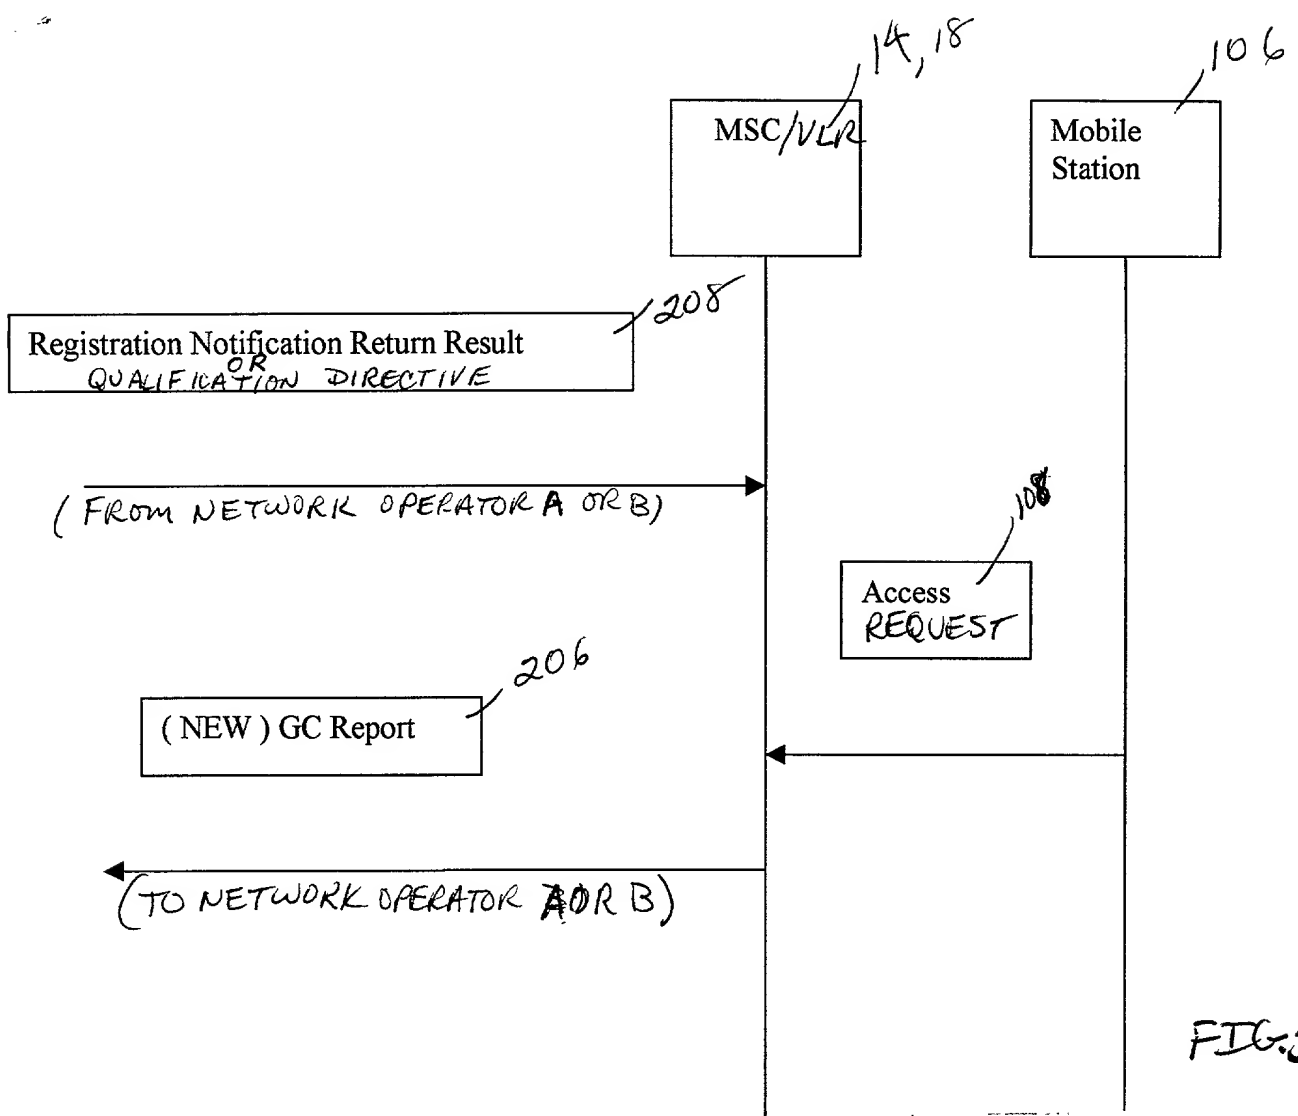 14, 18
106
MSC/VLR
Mobile
Station
208
Registration Notification Return Result
OR
QUALIFICATION DIRECTIVE
(FROM NETWORK OPERATOR A OR B)
108
Access
REQUEST
206
( NEW ) GC Report
(TO NETWORK OPERATOR A OR B)
FIG.